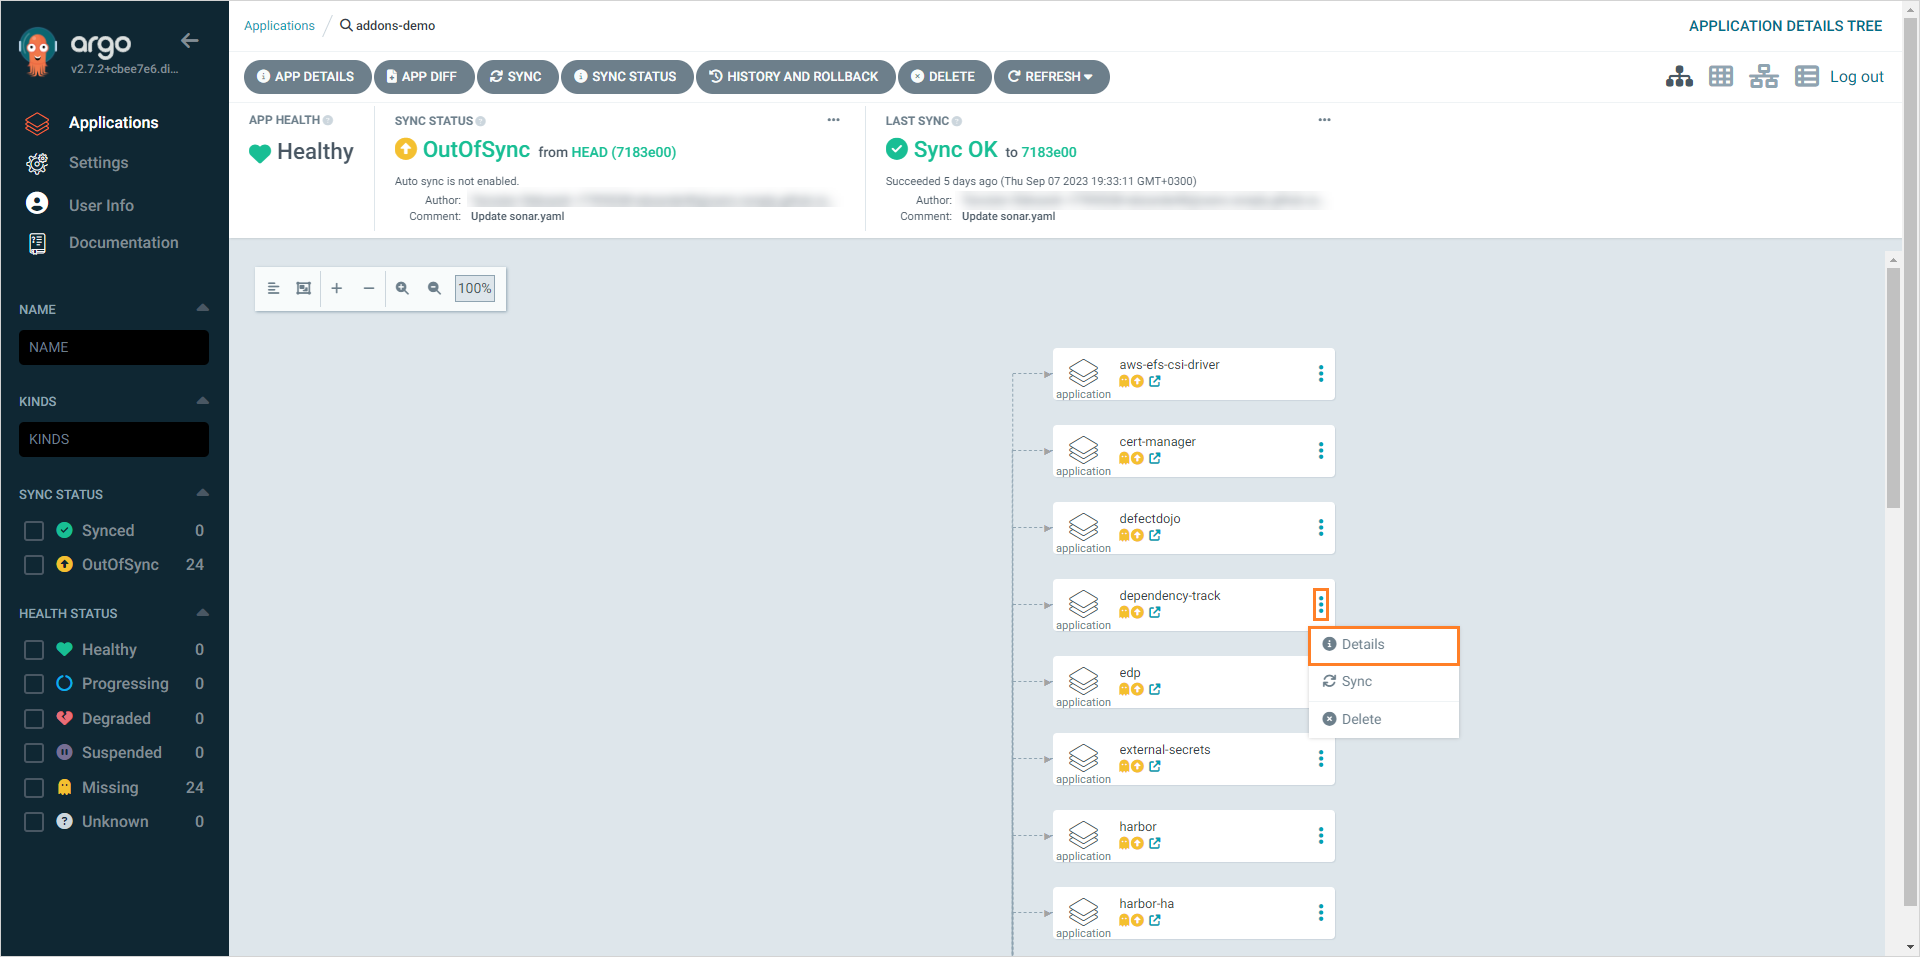 argo
v2.7.2+cbee7e6.di...
Applications
Settings
User Info
Documentation
NAME
NAME
KINDS
KINDS
SYNC STATUS
Synced 0
OutOfSync 24
HEALTH STATUS
Healthy 0
Progressing 0
Degraded 0
Suspended 0
Missing 24
Unknown 0
Applications / addons-demo
APPLICATION DETAILS TREE
APP DETAILS APP DIFF SYNC SYNC STATUS HISTORY AND ROLLBACK DELETE REFRESH
Log out
APP HEALTH
Healthy
SYNC STATUS
OutOfSync from HEAD (7183e00)
Auto sync is not enabled.
Author:
Comment: Update sonar.yaml
LAST SYNC
Sync OK to 7183e00
Succeeded 5 days ago (Thu Sep 07 2023 19:33:11 GMT+0300)
Author:
Comment: Update sonar.yaml
100%
aws-efs-csi-driver
application
cert-manager
application
defectdojo
application
dependency-track
application
Details
Sync
Delete
edp
application
external-secrets
application
harbor
application
harbor-ha
application